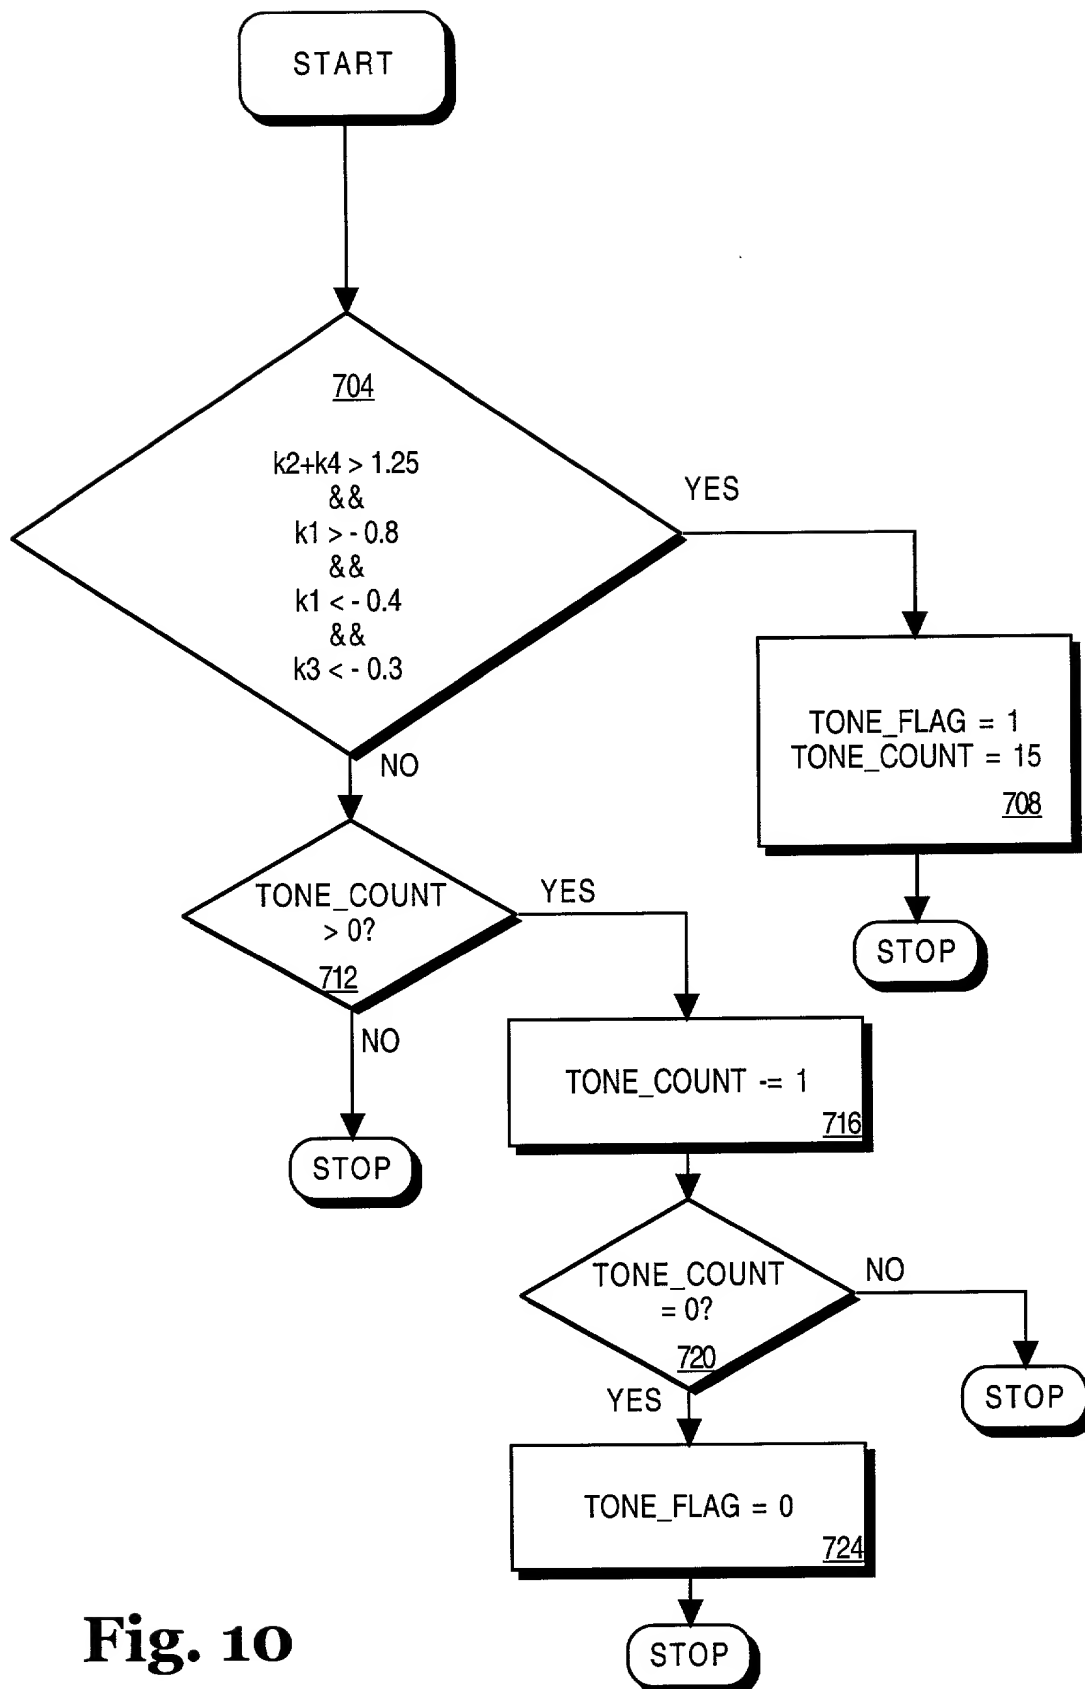 START
704
k2+k4 > 1.25
&&
k1 > - 0.8
&&
k1 < - 0.4
&&
k3 < - 0.3
YES
NO
TONE_FLAG = 1
TONE_COUNT = 15
708
STOP
TONE_COUNT
> 0?
712
YES
NO
STOP
TONE_COUNT -= 1
716
TONE_COUNT
= 0?
720
NO
YES
STOP
TONE_FLAG = 0
724
STOP
Fig. 10